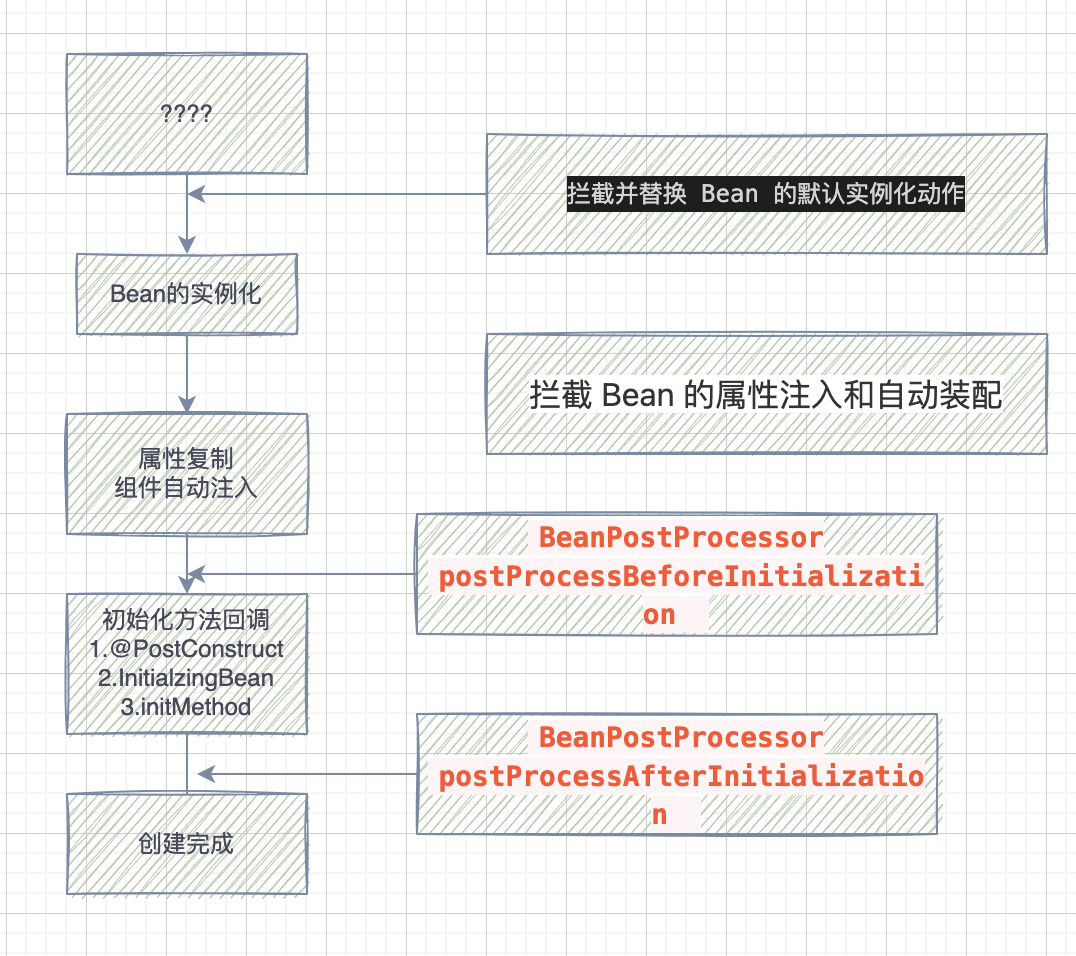 ????
拦截并替换 Bean 的默认实例化动作
Bean的实例化
拦截 Bean 的属性注入和自动装配
属性复制
组件自动注入
BeanPostProcessor
postProcessBeforeInitializati
on
初始化方法回调
1.@PostConstruct
2.InitialzingBean
3.initMethod
BeanPostProcessor
postProcessAfterInitializatio
n
创建完成